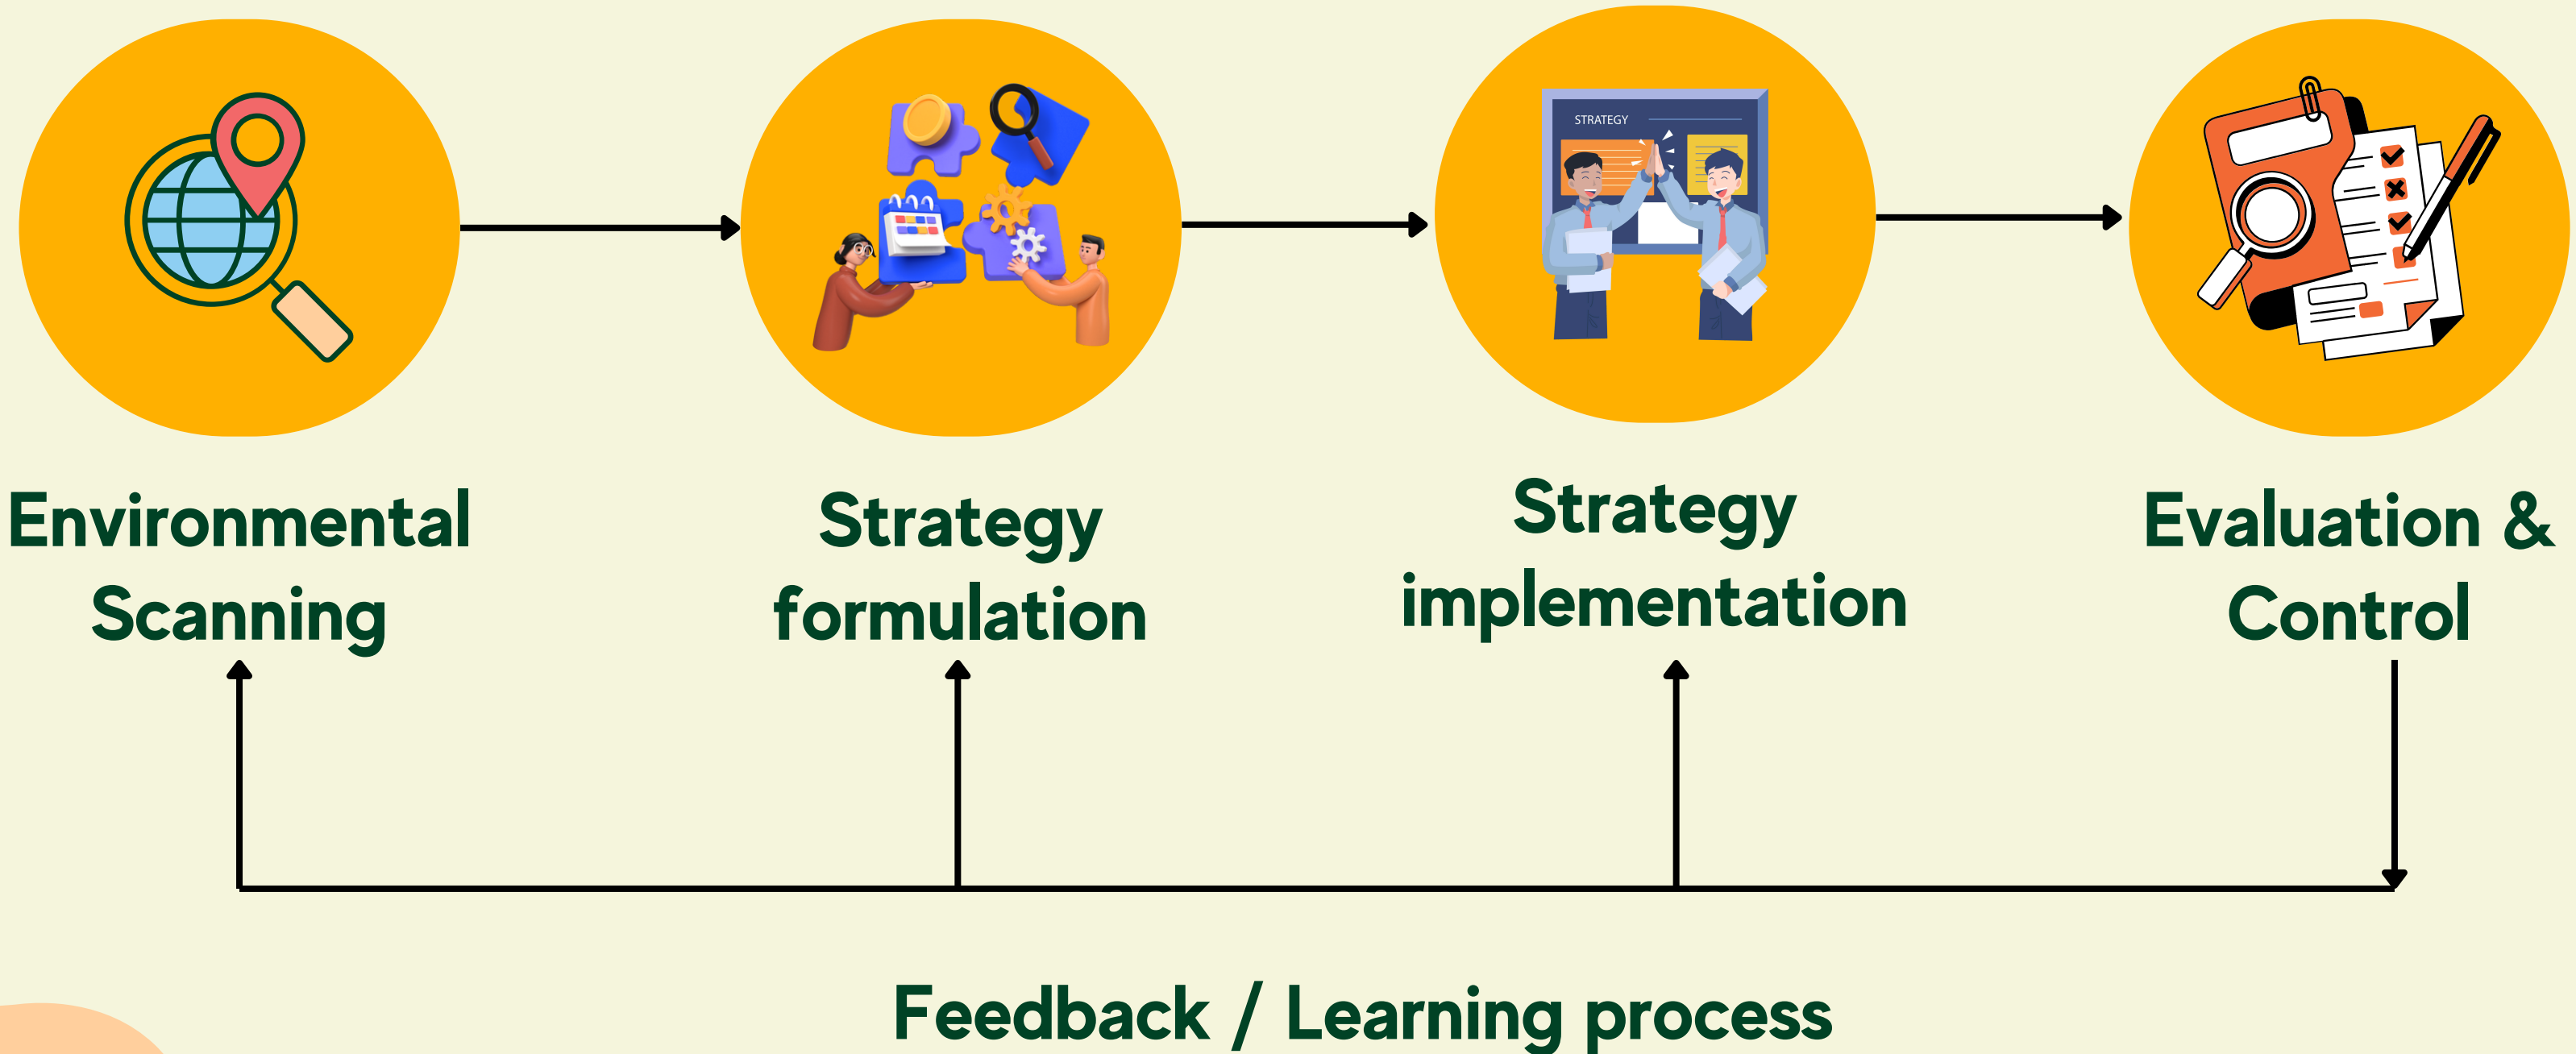 STRATEGY
Environmental
Scanning
Strategy
formulation
Strategy
implementation
Evaluation &
Control
Feedback / Learning process